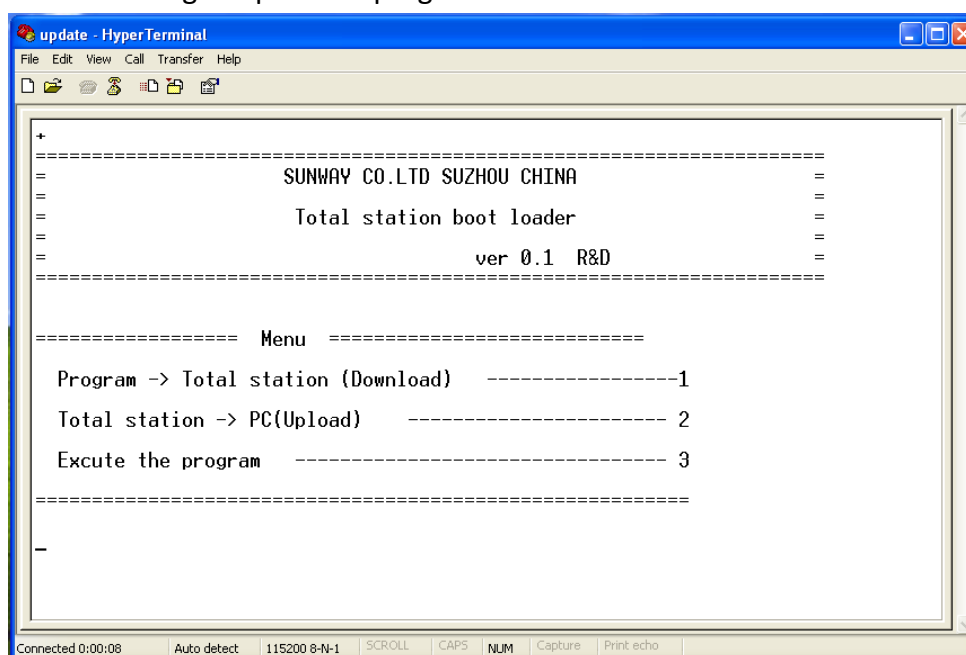 update - HyperTerminal
File Edit View Call Transfer Help
+
======================================================================
= SUNWAY CO.LTD SUZHOU CHINA =
= =
= Total station boot loader =
= =
= ver 0.1 R&D =
======================================================================
================== Menu ============================
Program -> Total station (Download) -----------------1
Total station -> PC(Upload) ----------------------- 2
Excute the program --------------------------------- 3
==========================================================
_
Connected 0:00:08 Auto detect 115200 8-N-1 SCROLL CAPS NUM Capture Print echo